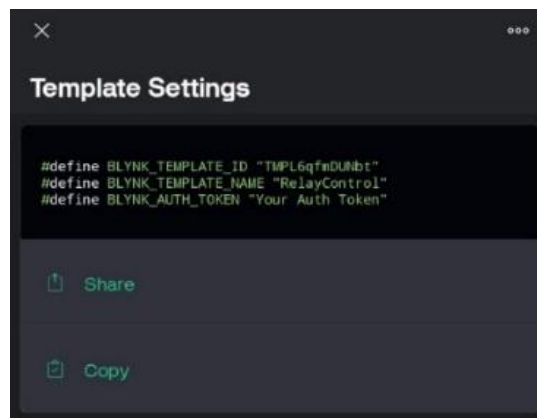 Template Settings
#define BLYNK_TEMPLATE_ID "TMPL6qfmDUNbt"
#define BLYNK_TEMPLATE_NAME "RelayControl"
#define BLYNK_AUTH_TOKEN "Your Auth Token"
Share
Copy